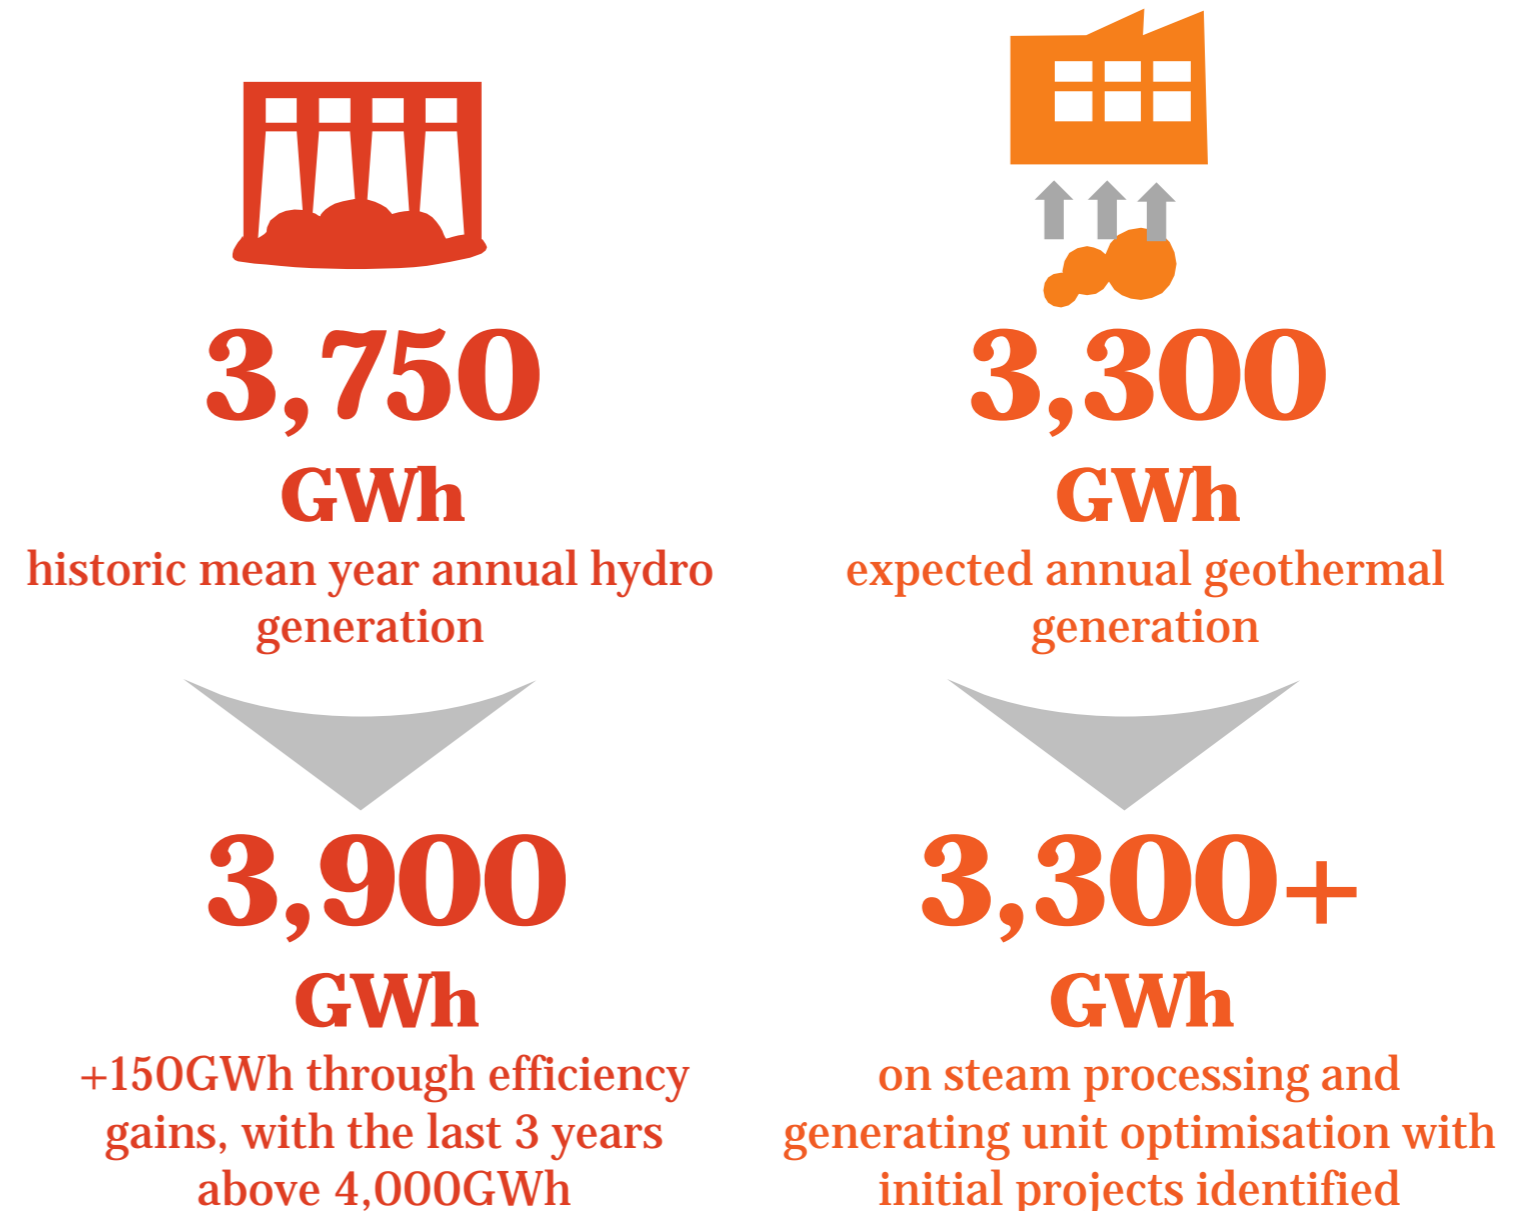 3,750
GWh
historic mean year annual hydro
generation
3,900
GWh
+150GWh through efficiency
gains, with the last 3 years
above 4,000GWh
3,300
GWh
expected annual geothermal
generation
3,300+
GWh
on steam processing and
generating unit optimisation with
initial projects identified